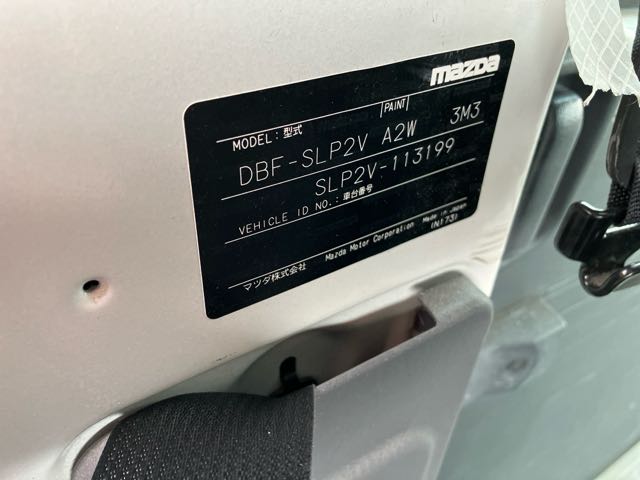 mazda
MODEL: 型式 PAINT
DBF-SLP2V A2W 3M3
SLP2V-113199
VEHICLE ID NO.: 車台番号
マツダ株式会社 Mazda Motor Corporation Made in Japan
(N173)